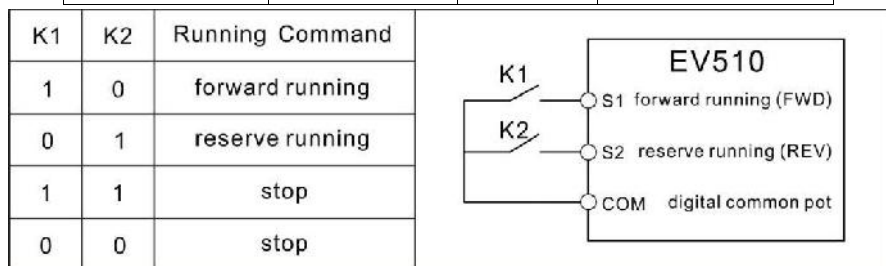 K1 K2 Running Command
1 0 forward running
0 1 reserve running
1 1 stop
0 0 stop
EV510
K1
S1 forward running (FWD)
K2
S2 reserve running (REV)
COM digital common pot